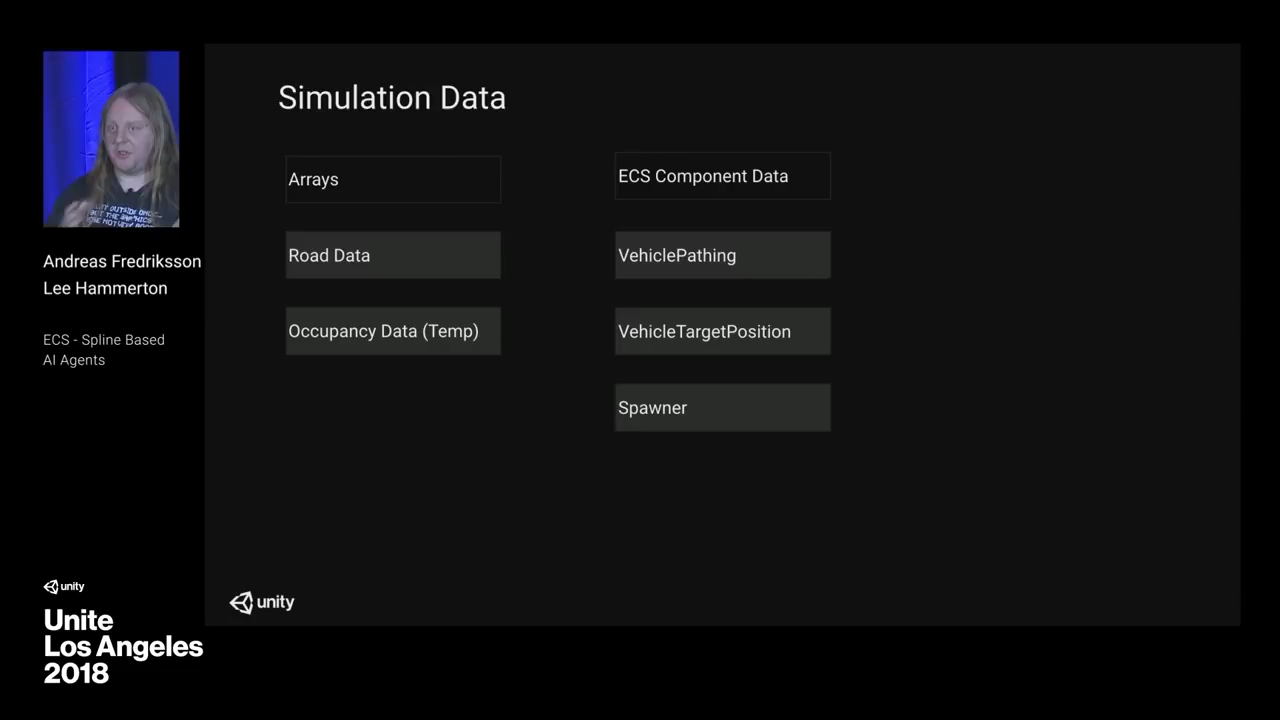 Simulation Data
Arrays
Road Data
Occupancy Data (Temp)
ECS Component Data
VehiclePathing
VehicleTargetPosition
Spawner
unity
Andreas Fredriksson
Lee Hammerton
ECS - Spline Based
AI Agents
unity
Unite
Los Angeles
2018